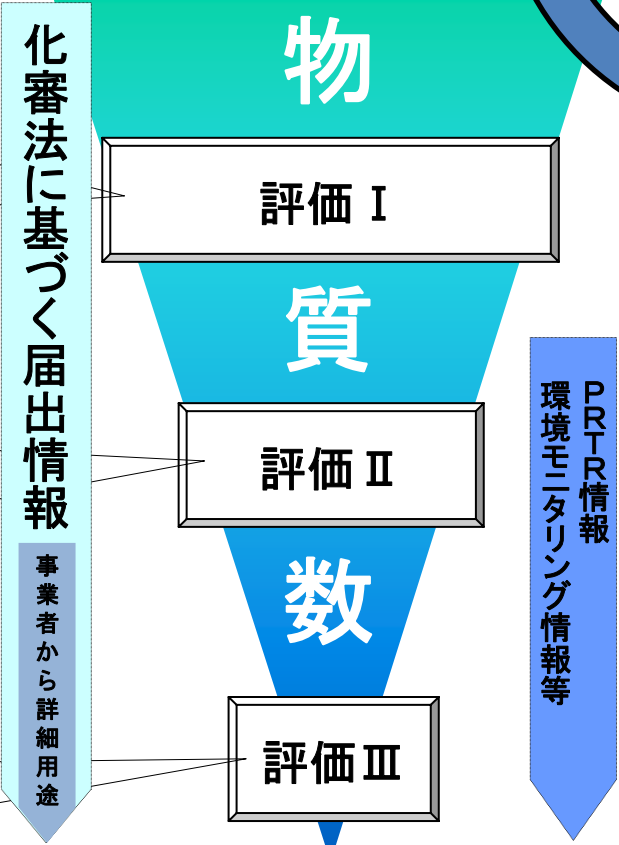 化審法に基づく届出情報
事業者から詳細用途
物
評価Ⅰ
質
評価Ⅱ
数
評価Ⅲ
PRTR情報
環境モニタリング情報等